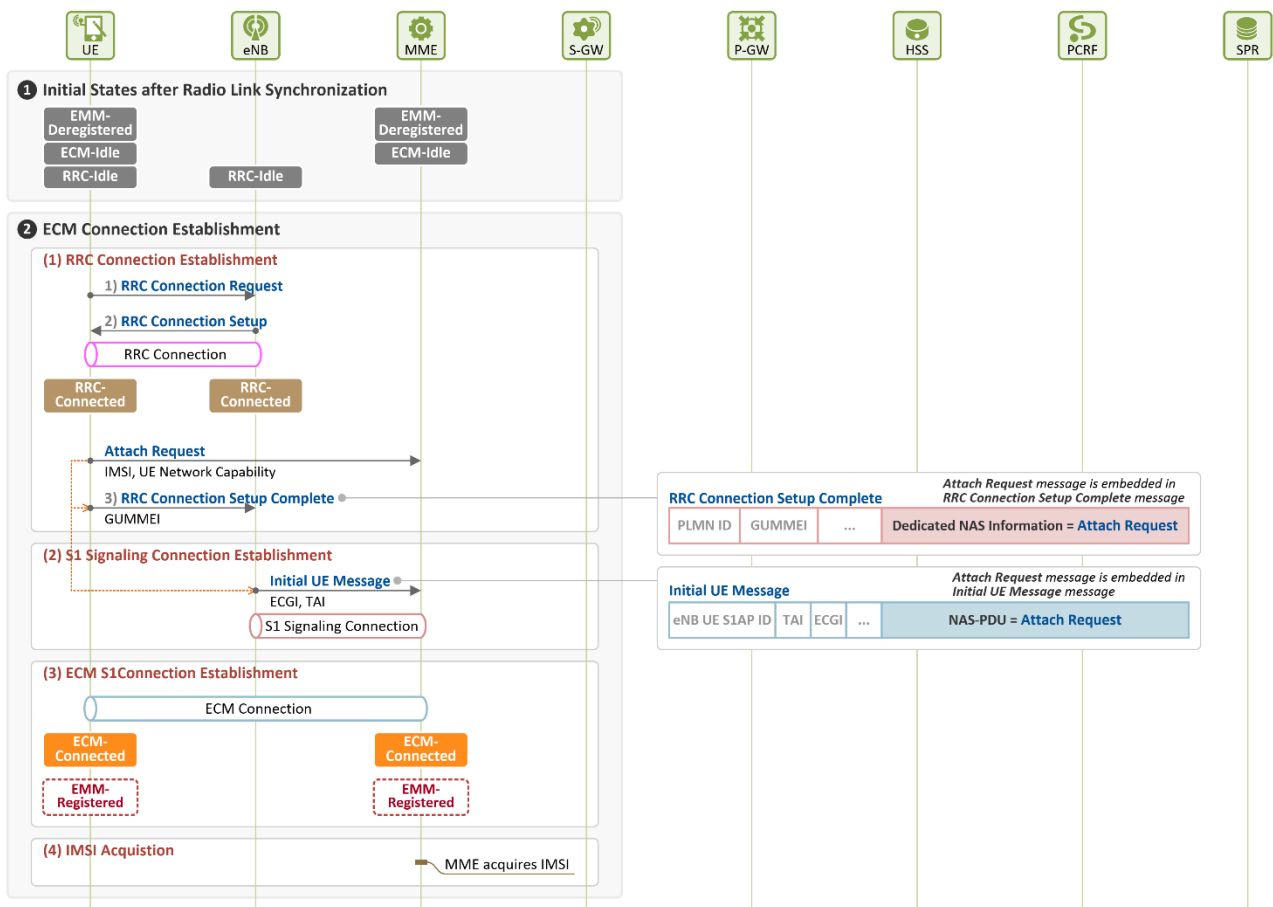 UE
eNB
MME
S-GW
P-GW
HSS
PCRF
SPR
1 Initial States after Radio Link Synchronization
EMM-
Deregistered
EMM-
Deregistered
ECM-Idle
ECM-Idle
RRC-Idle
RRC-Idle
2 ECM Connection Establishment
(1) RRC Connection Establishment
1) RRC Connection Request
2) RRC Connection Setup
RRC Connection
RRC-
Connected
RRC-
Connected
Attach Request
IMSI, UE Network Capability
3) RRC Connection Setup Complete
GUMMEI
Attach Request message is embedded in
RRC Connection Setup Complete message
RRC Connection Setup Complete
PLMN ID
GUMMEI
...
Dedicated NAS Information = Attach Request
(2) S1 Signaling Connection Establishment
Initial UE Message
ECGI, TAI
S1 Signaling Connection
Attach Request message is embedded in
Initial UE Message message
Initial UE Message
eNB UE S1AP ID
TAI
ECGI
...
NAS-PDU = Attach Request
(3) ECM S1Connection Establishment
ECM Connection
ECM-
Connected
ECM-
Connected
EMM-
Registered
EMM-
Registered
(4) IMSI Acquistion
MME acquires IMSI